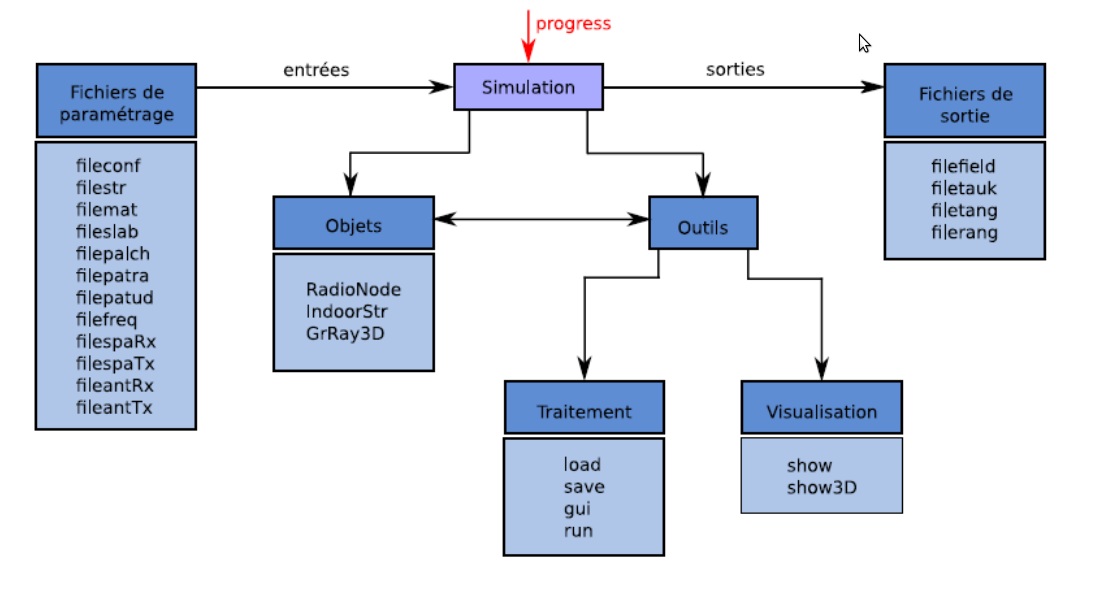 progress
entrées
sorties
Fichiers de
paramétrage
Simulation
Fichiers de
sortie
fileconf
filestr
filemat
fileslab
filepalch
filepatra
filepatud
filefreq
filespaRx
filespaTx
fileantRx
fileantTx
filefield
filetauk
filetang
filerang
Objets
Outils
RadioNode
IndoorStr
GrRay3D
Traitement
Visualisation
load
save
gui
run
show
show3D